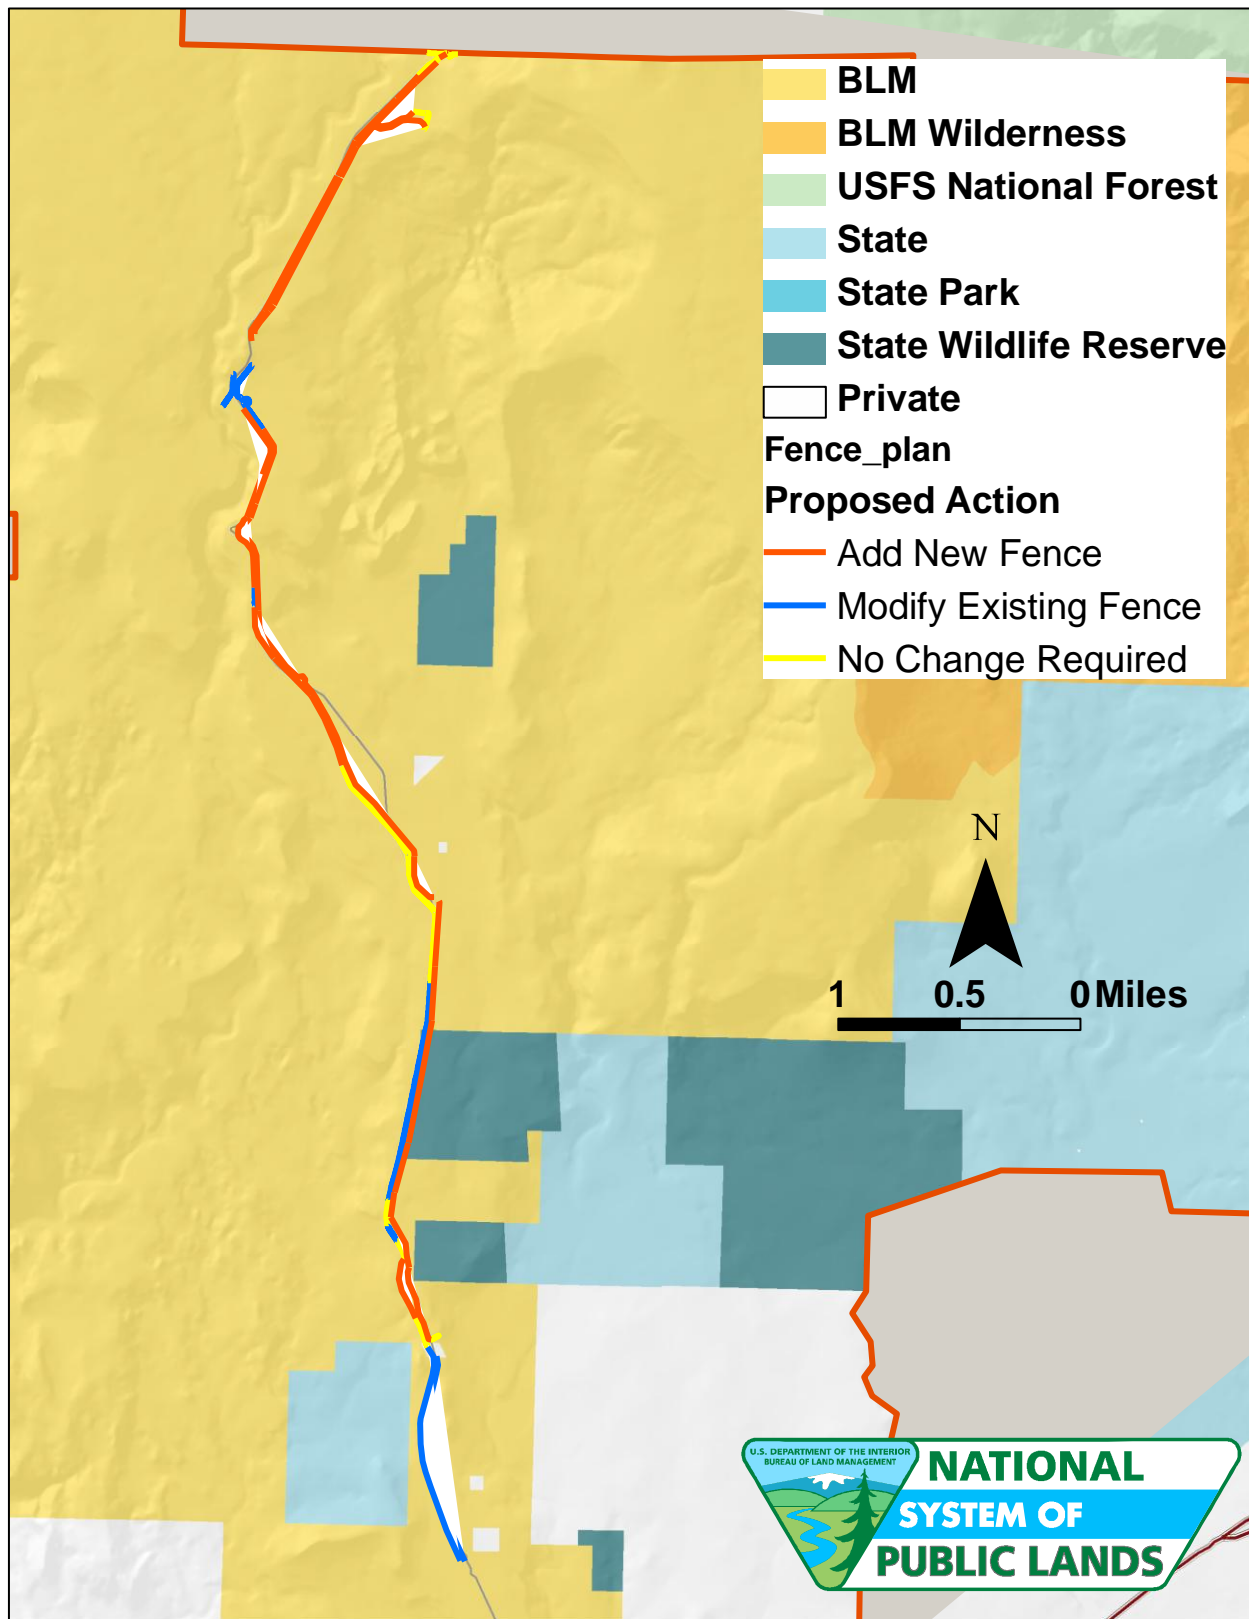 BLM
BLM Wilderness
USFS National Forest
State
State Park
State Wildlife Reserve
Private
Fence_plan
Proposed Action
Add New Fence
Modify Existing Fence
No Change Required
N
1 0.5 0 Miles
U.S. DEPARTMENT OF THE INTERIOR
BUREAU OF LAND MANAGEMENT
NATIONAL
SYSTEM OF
PUBLIC LANDS